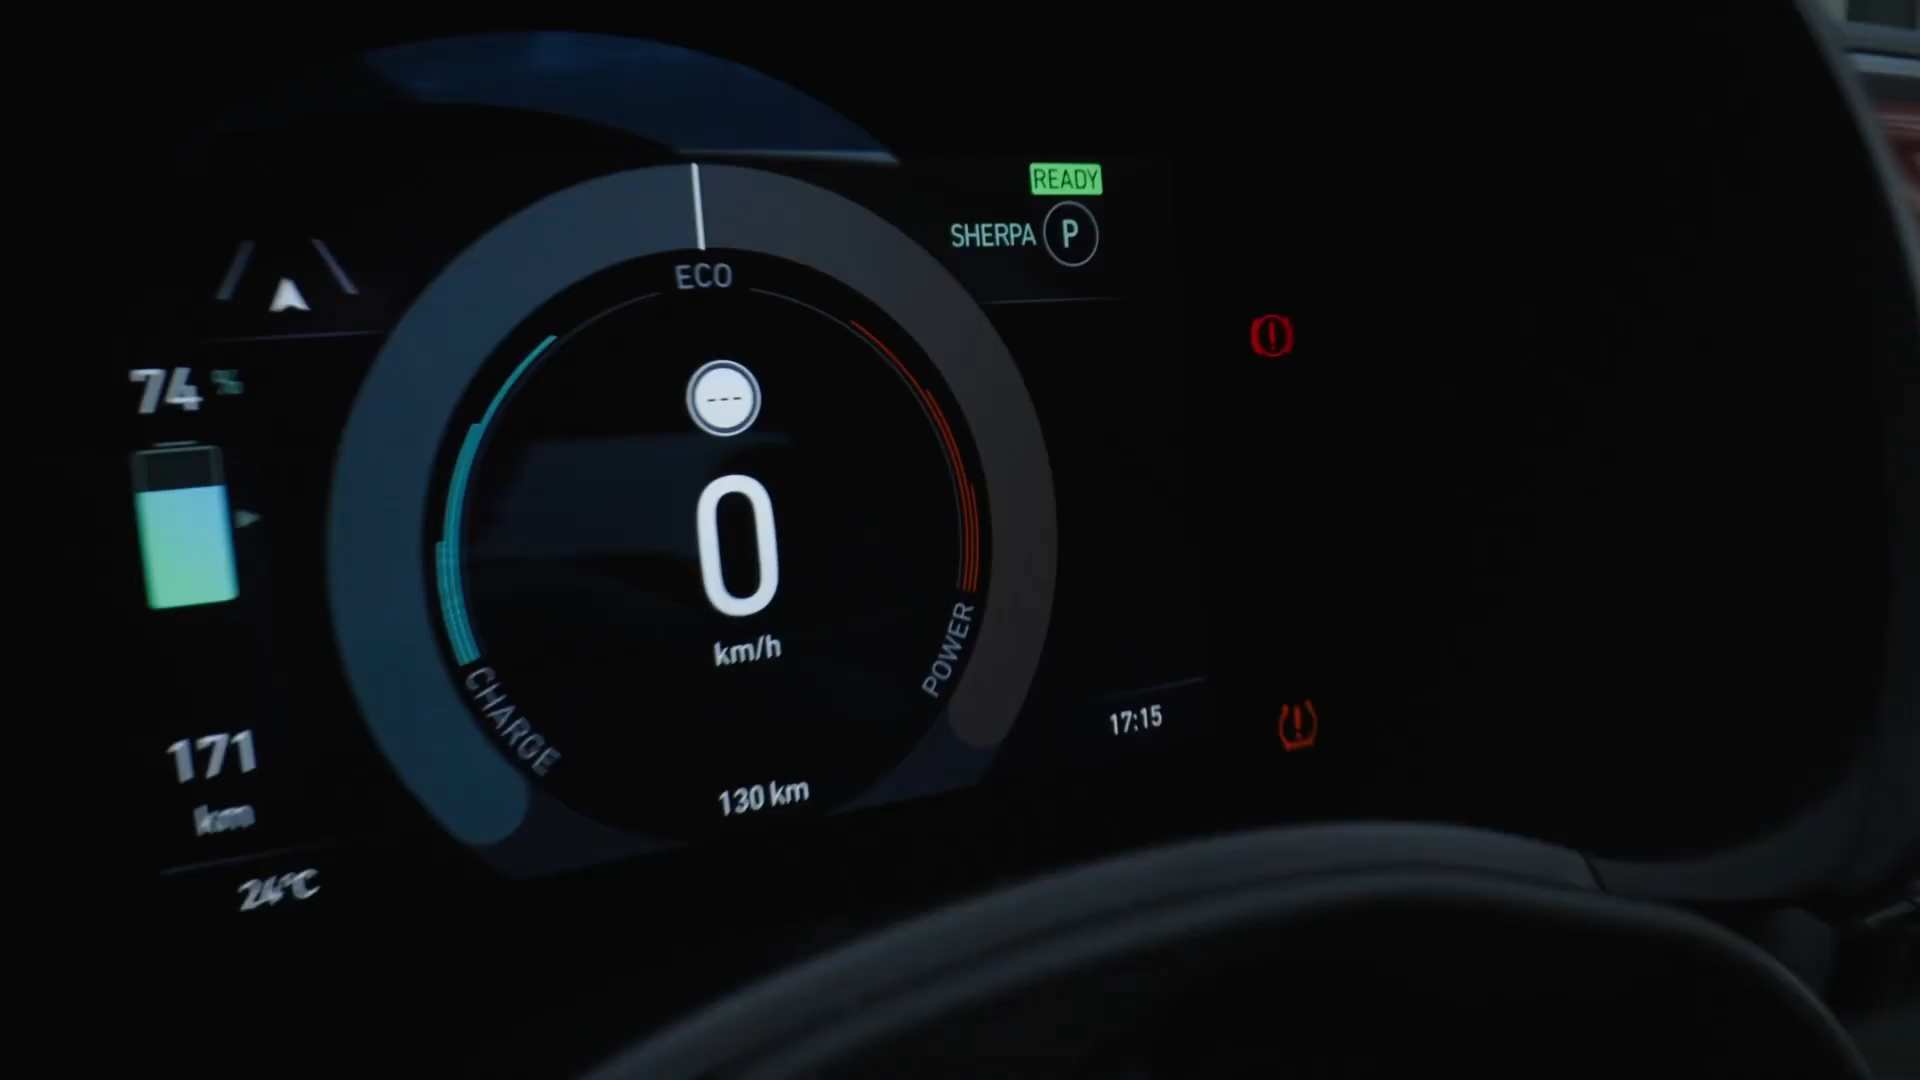 READY
SHERPA P
ECO
74 %
---
0
km/h
CHARGE
POWER
171
km
130 km
17:15
24°C